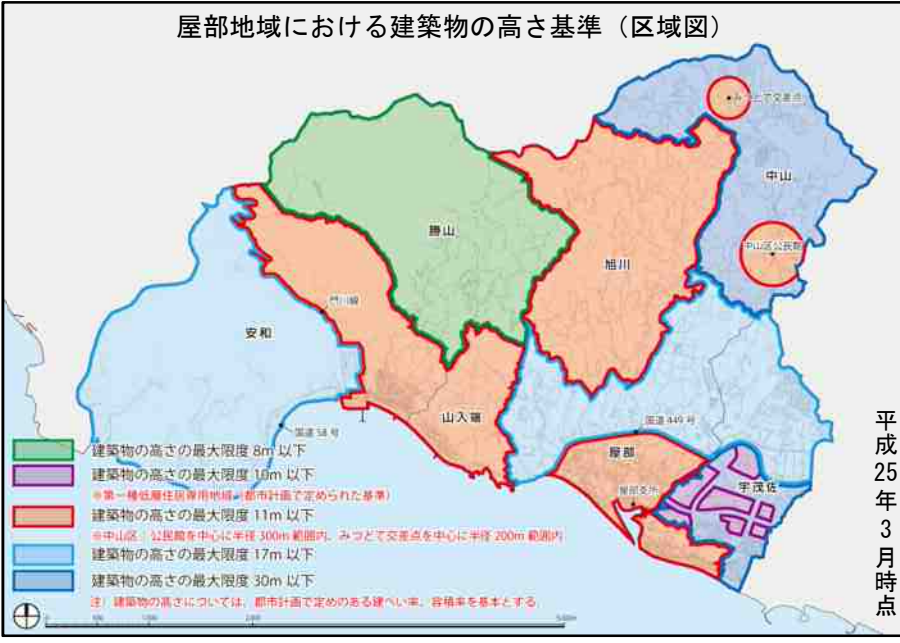 屋部地域における建築物の高さ基準（区域図）
みつどで交差点
中山
中山区公民館
勝山
旭川
門川線
安和
山入端
国道58号
国道449号
屋部
屋部支所
宇茂佐
建築物の高さの最大限度 8m 以下
建築物の高さの最大限度 10m 以下
※第一種低層住居専用地域（都市計画で定められた基準）
建築物の高さの最大限度 11m 以下
※中山区：公民館を中心に半径 300m 範囲内、みつどで交差点を中心に半径 200m 範囲内
建築物の高さの最大限度 17m 以下
建築物の高さの最大限度 30m 以下
注）建築物の高さについては、都市計画で定めのある建ぺい率、容積率を基本とする。
平成25年3月時点